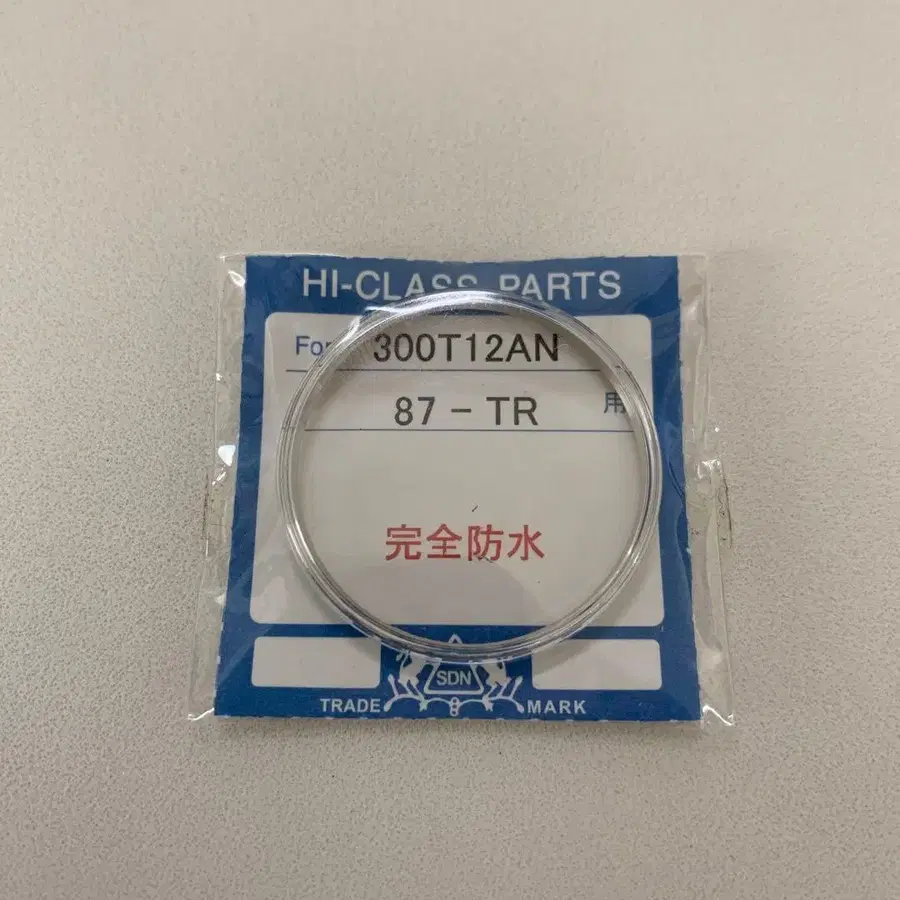 HI-CLASS PARTS
For 300T12AN
87 - TR 用
完全防水
SDN
TRADE MARK